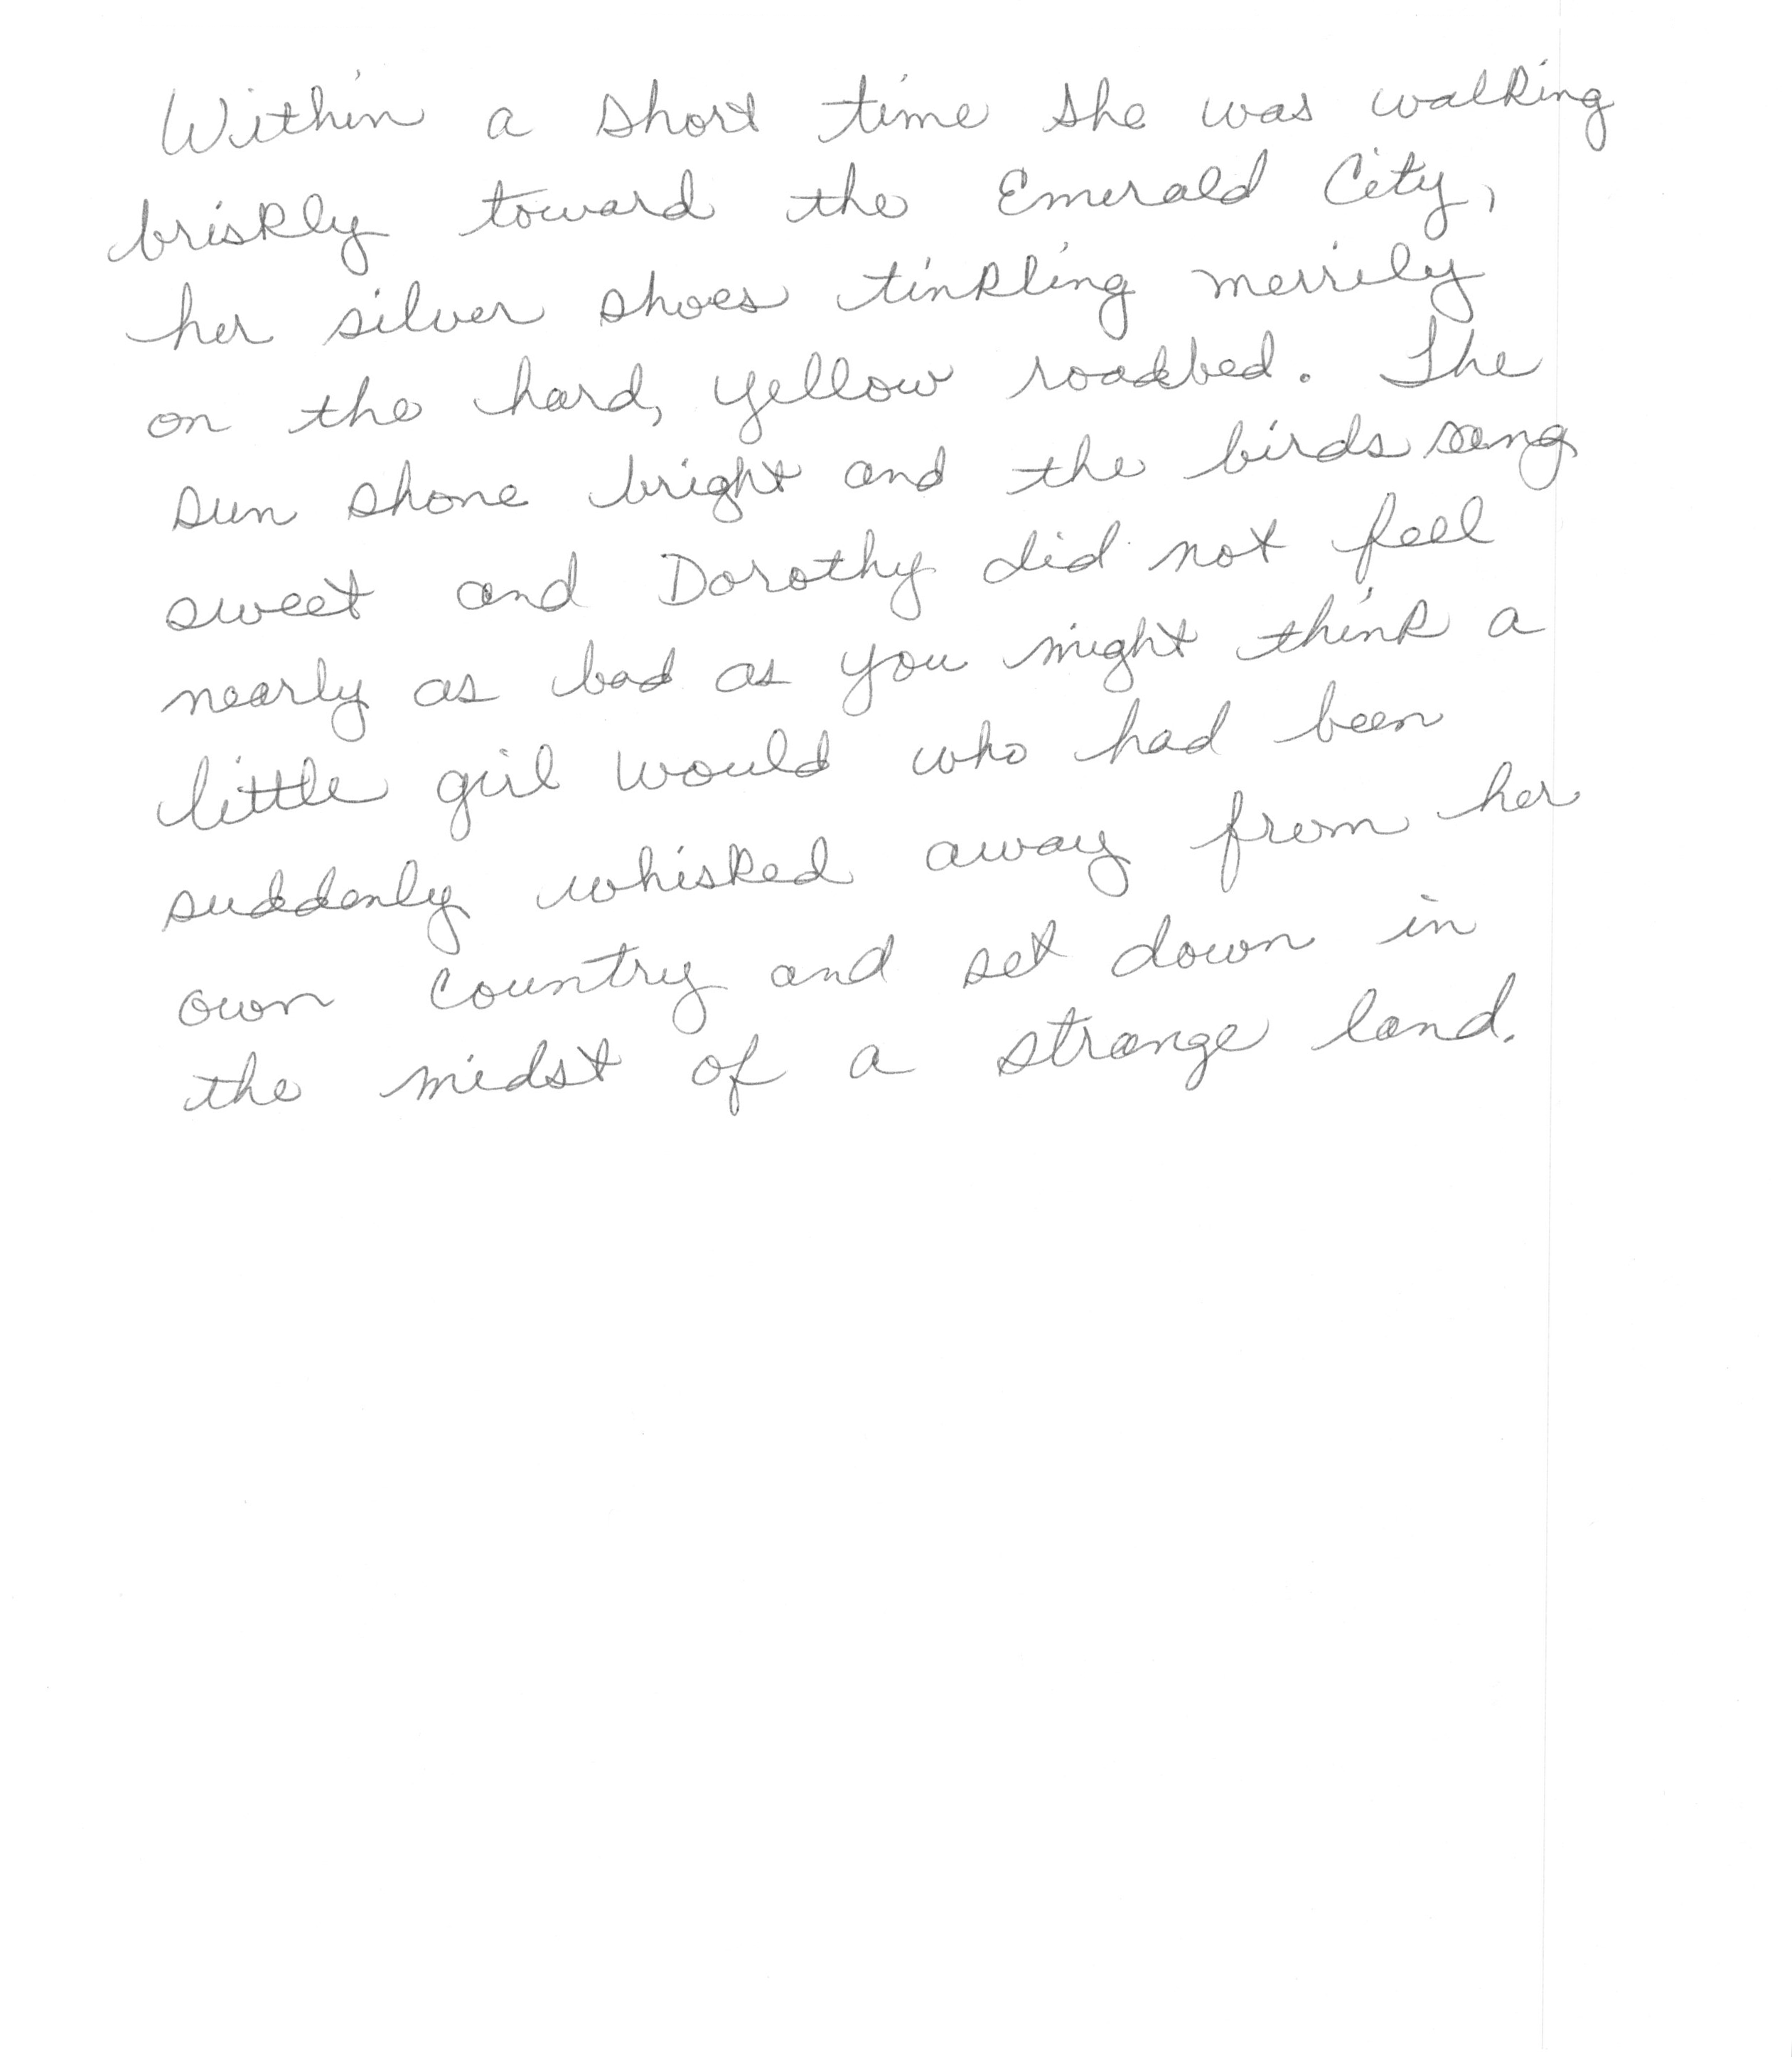 Within a short time she was walking
briskly toward the Emerald City,
her silver shoes tinkling merrily
on the hard, yellow roadbed. The
sun shone bright and the birds sang
sweet and Dorothy did not feel
nearly as bad as you might think a
little girl would who had been
suddenly whisked away from her
own country and set down in
the midst of a strange land.